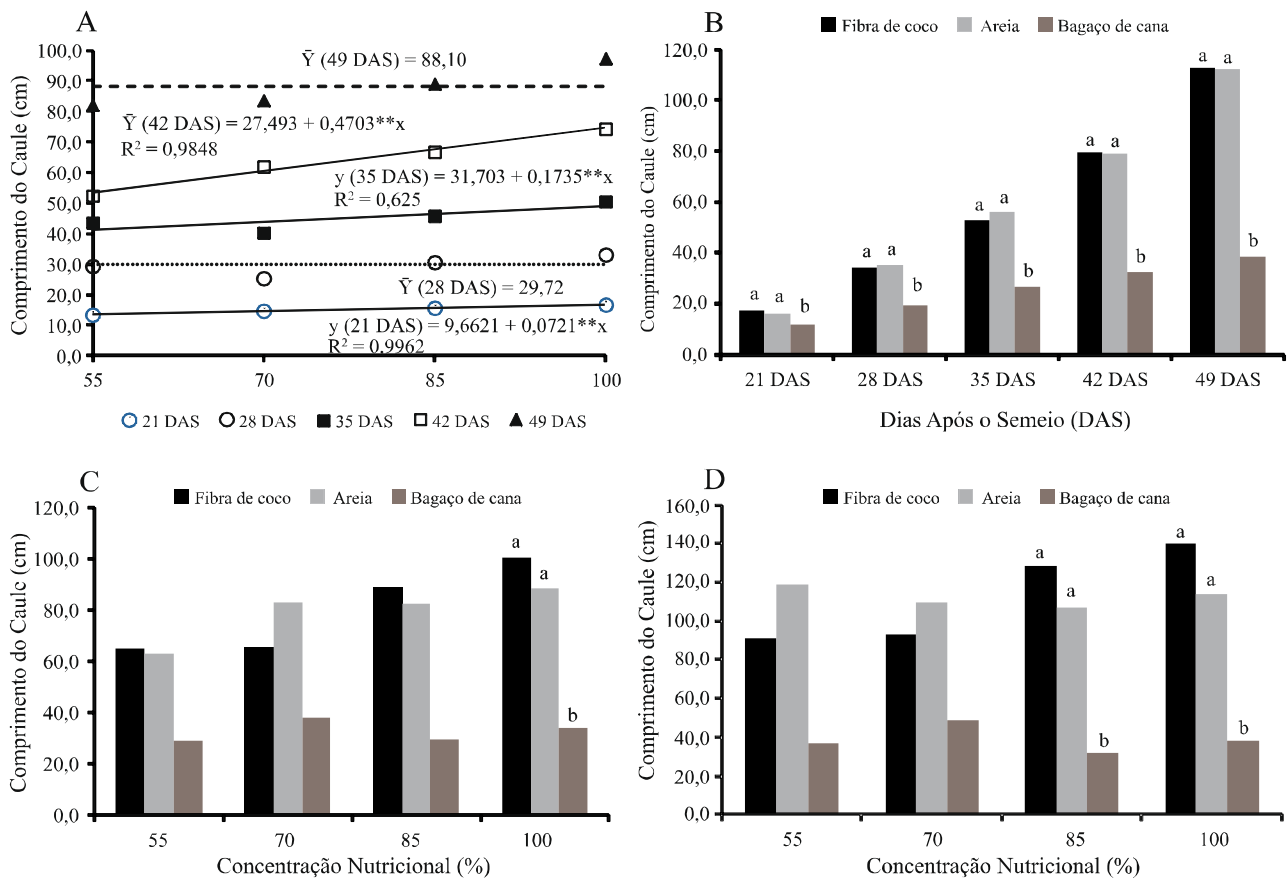 A
Comprimento do Caule (cm)
100,0
90,0
80,0
70,0
60,0
50,0
40,0
30,0
20,0
10,0
0,0
Ȳ (49 DAS) = 88,10
Ȳ (42 DAS) = 27,493 + 0,4703**x
R² = 0,9848
y (35 DAS) = 31,703 + 0,1735**x
R² = 0,625
Ȳ (28 DAS) = 29,72
y (21 DAS) = 9,6621 + 0,0721**x
R² = 0,9962
55 70 85 100
21 DAS 28 DAS 35 DAS 42 DAS 49 DAS
B
Fibra de coco Areia Bagaço de cana
Comprimento do Caule (cm)
120,0
100,0
80,0
60,0
40,0
20,0
0,0
a a b
a a b
a a b
a a b
a a b
21 DAS 28 DAS 35 DAS 42 DAS 49 DAS
Dias Após o Semeio (DAS)
C
Fibra de coco Areia Bagaço de cana
Comprimento do Caule (cm)
120,0
100,0
80,0
60,0
40,0
20,0
0,0
a a b
55 70 85 100
Concentração Nutricional (%)
D
Fibra de coco Areia Bagaço de cana
Comprimento do Caule (cm)
160,0
140,0
120,0
100,0
80,0
60,0
40,0
20,0
0,0
a a b
a a b
55 70 85 100
Concentração Nutricional (%)